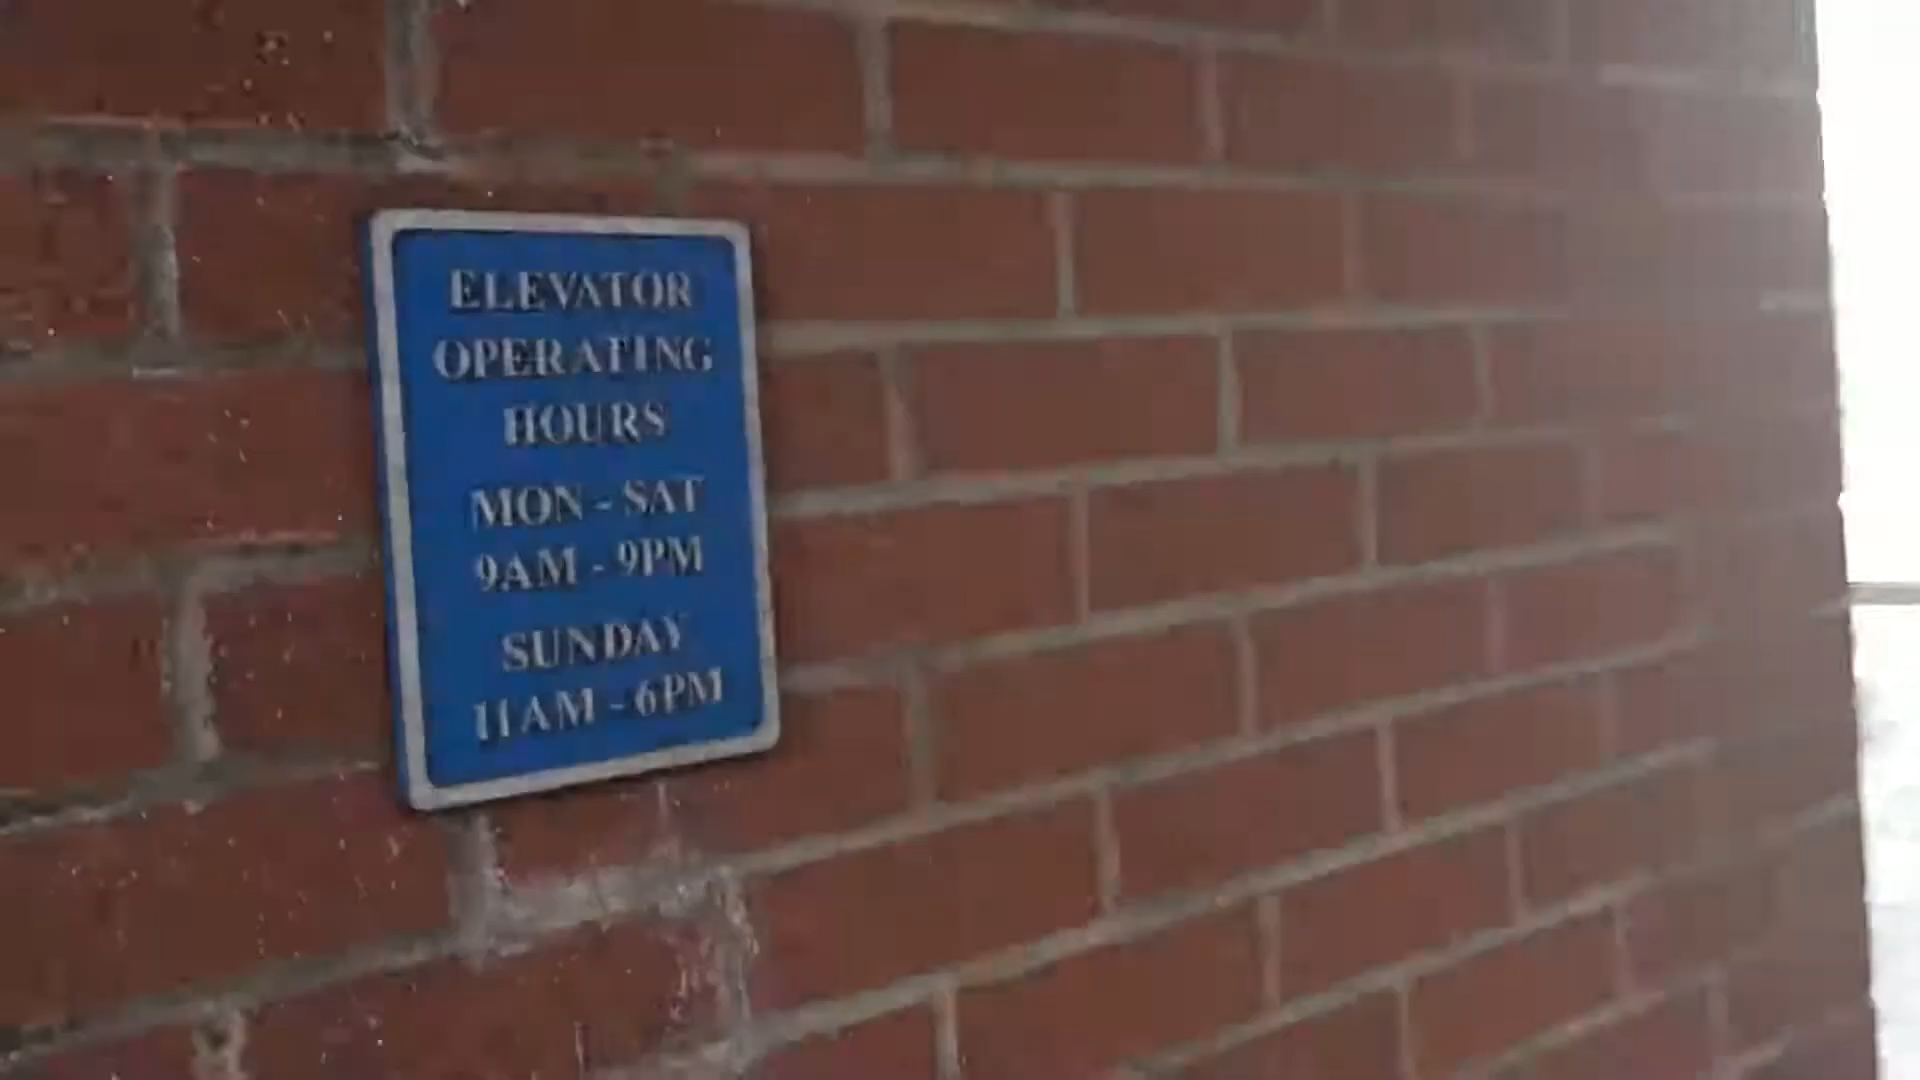 ELEVATOR
OPERATING
HOURS
MON - SAT
9AM - 9PM
SUNDAY
11AM - 6PM